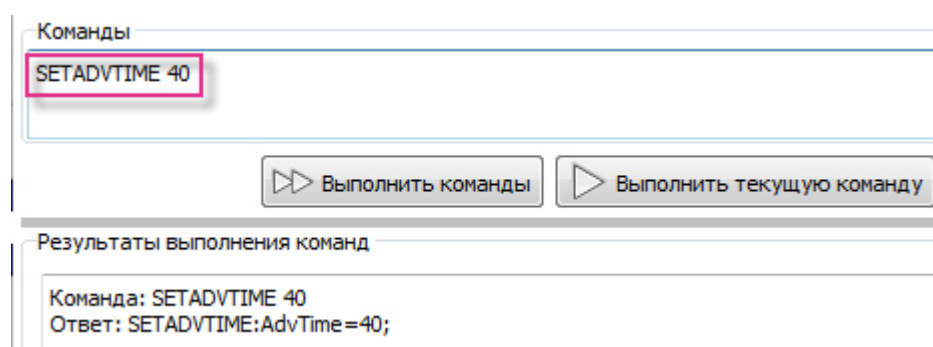 Команды
SETADVTIME 40
Выполнить команды
Выполнить текущую команду
Результаты выполнения команд
Команда: SETADVTIME 40
Ответ: SETADVTIME:AdvTime=40;